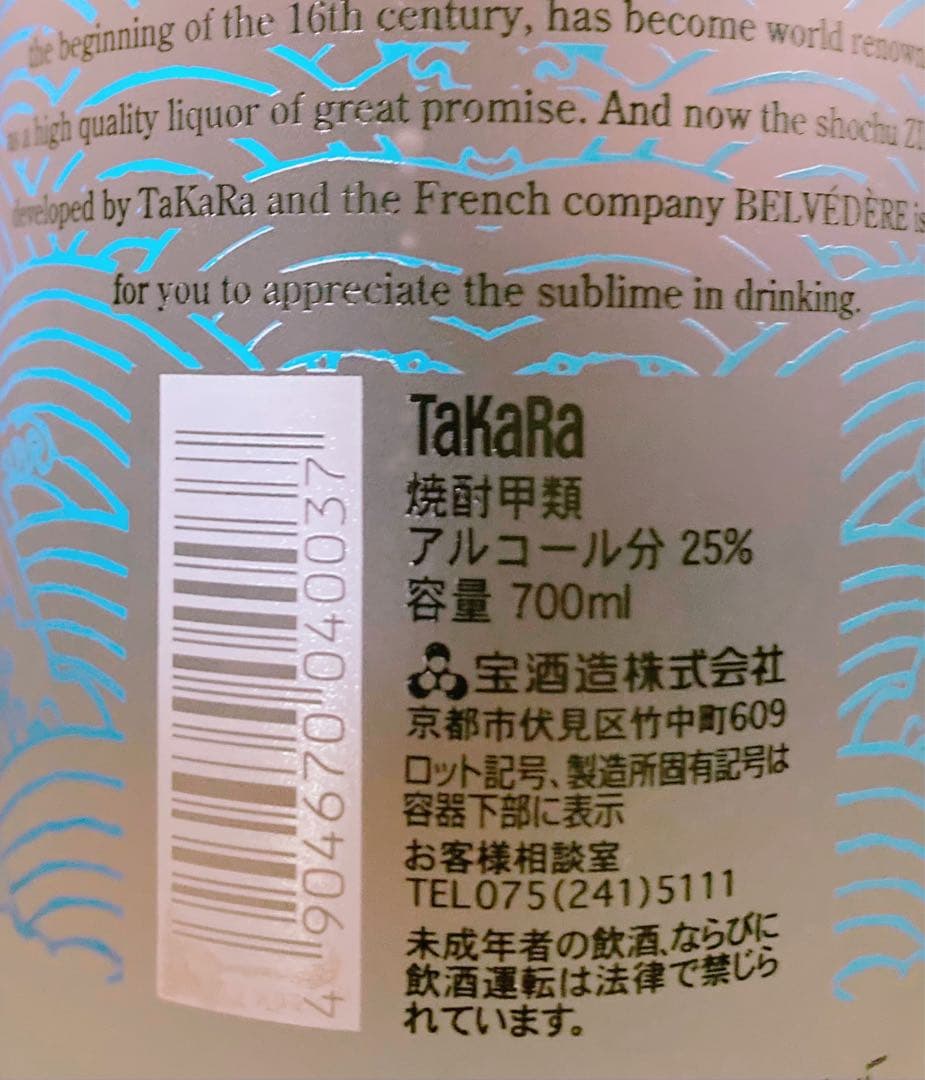 the beginning of the 16th century, has become world renown
as a high quality liquor of great promise. And now the shochu
developed by TaKaRa and the French company BELVÉDÈRE is
for you to appreciate the sublime in drinking.
TaKaRa
焼酎甲類
アルコール分 25%
容量 700ml
宝酒造株式会社
京都市伏見区竹中町609
ロット記号、製造所固有記号は
容器下部に表示
お客様相談室
TEL075(241)5111
未成年者の飲酒、ならびに
飲酒運転は法律で禁じら
れています。
4 904670 040037